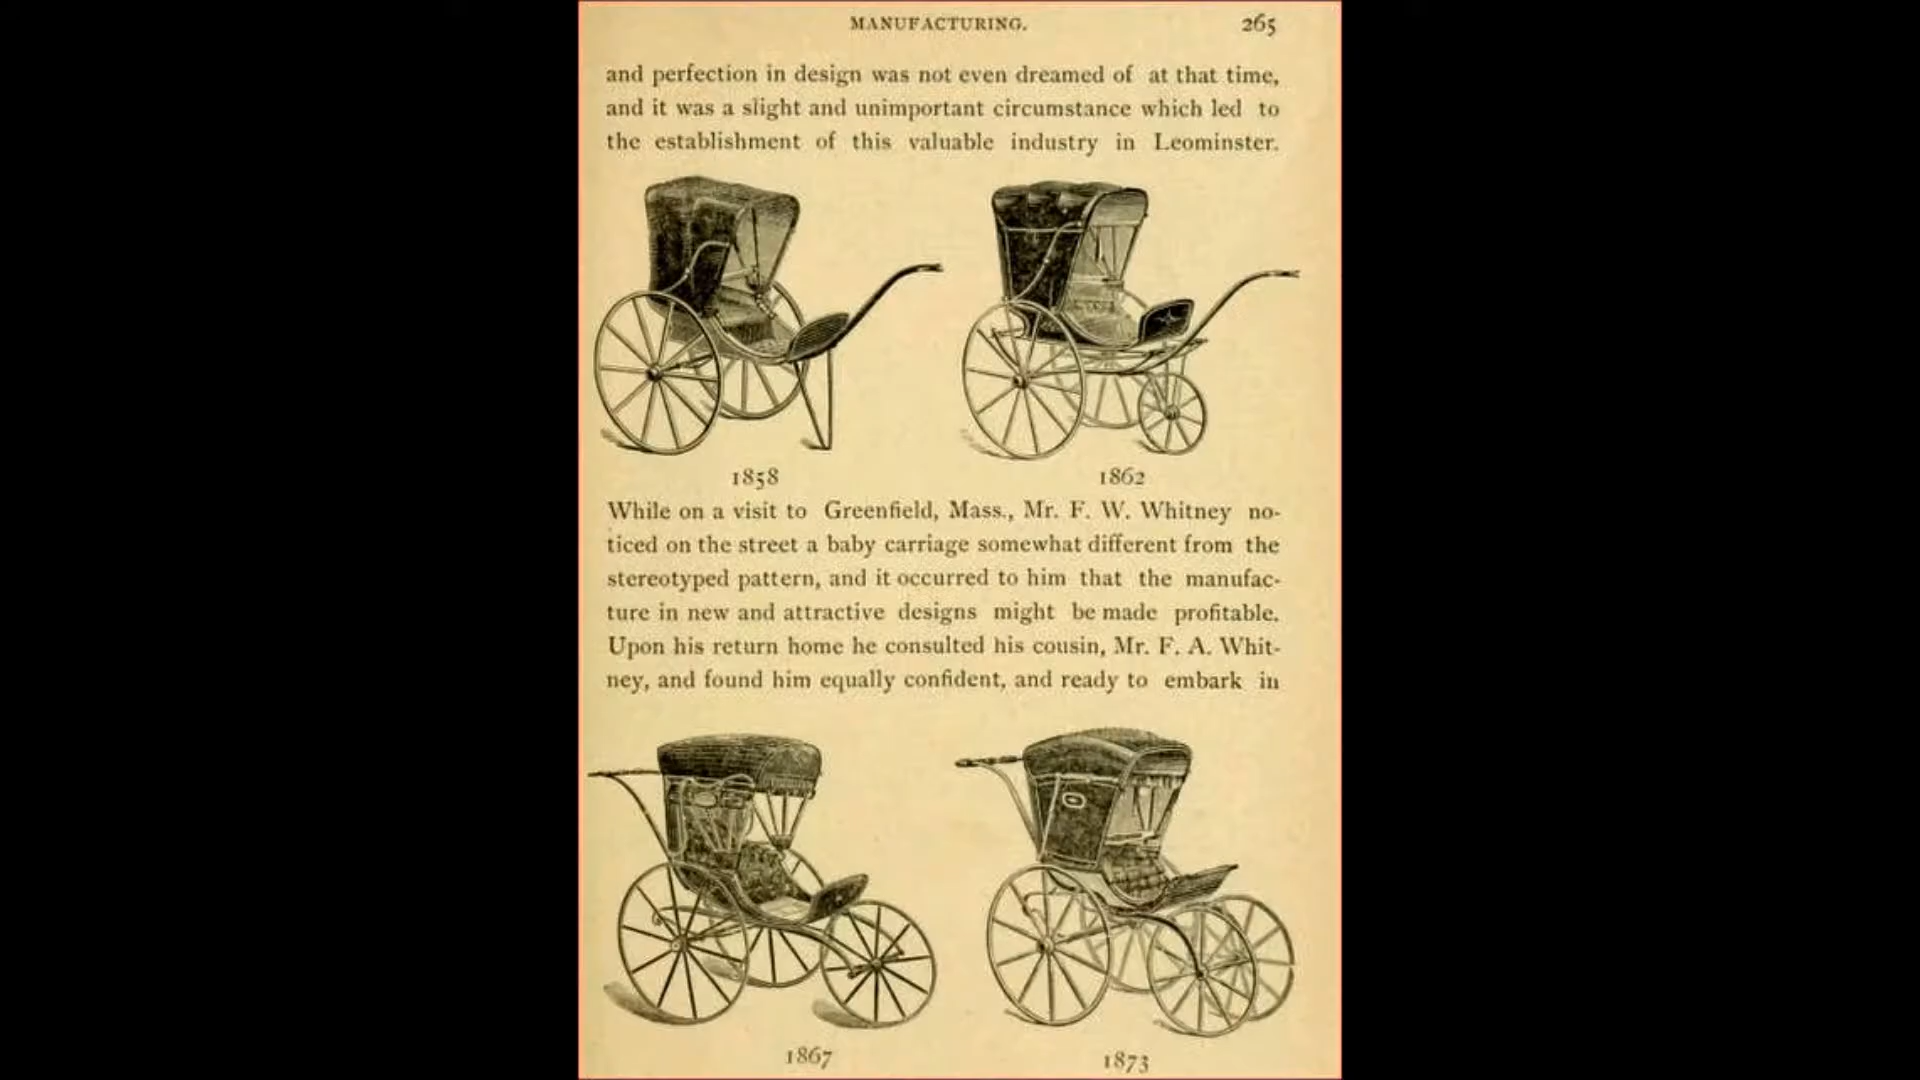 MANUFACTURING. 265
and perfection in design was not even dreamed of at that time,
and it was a slight and unimportant circumstance which led to
the establishment of this valuable industry in Leominster.
1858 1862
While on a visit to Greenfield, Mass., Mr. F. W. Whitney no-
ticed on the street a baby carriage somewhat different from the
stereotyped pattern, and it occurred to him that the manufac-
ture in new and attractive designs might be made profitable.
Upon his return home he consulted his cousin, Mr. F. A. Whit-
ney, and found him equally confident, and ready to embark in
1867 1873